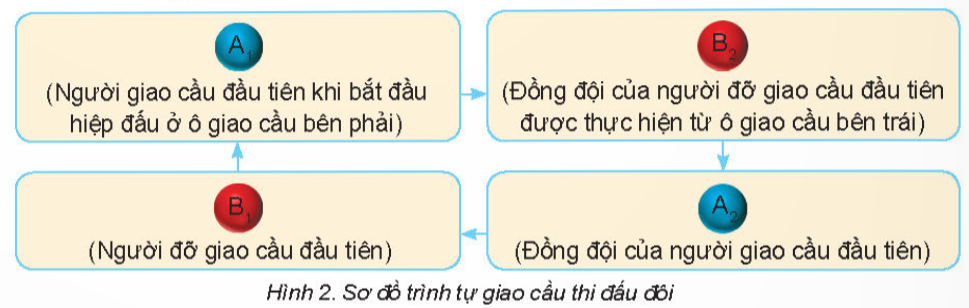 A₁
(Người giao cầu đầu tiên khi bắt đầu
hiệp đấu ở ô giao cầu bên phải)
B₂
(Đồng đội của người đỡ giao cầu đầu tiên
được thực hiện từ ô giao cầu bên trái)
B₁
(Người đỡ giao cầu đầu tiên)
A₂
(Đồng đội của người giao cầu đầu tiên)
Hình 2. Sơ đồ trình tự giao cầu thi đấu đôi